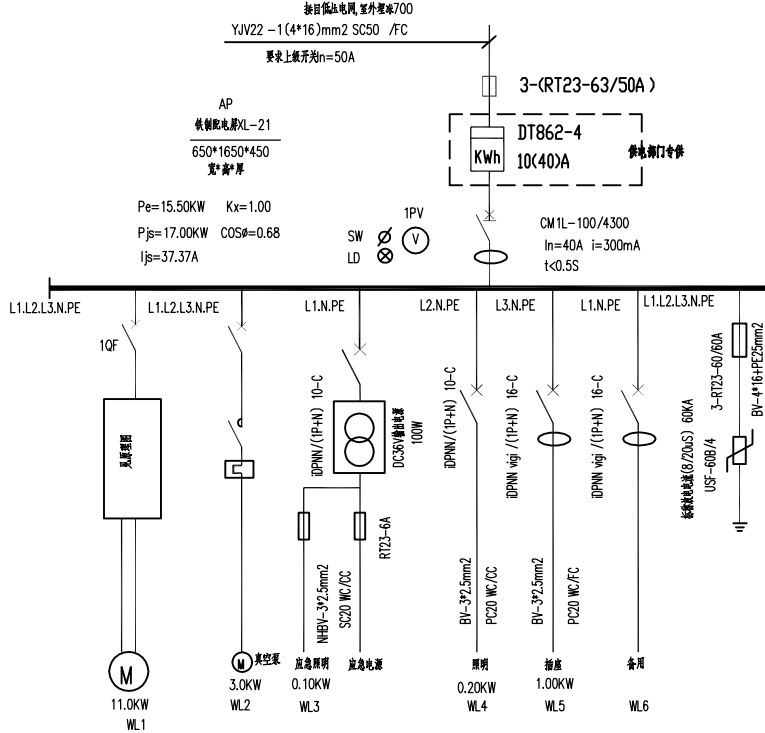 接自低压电网,室外埋深700
YJV22 -1(4*16)mm2 SC50 /FC
要求上级开关In=50A
3-(RT23-63/50A)
AP
铁制配电屏XL-21
650*1650*450
宽*高*厚
DT862-4
KWh
10(40)A
供电部门专供
Pe=15.50KW Kx=1.00
Pjs=17.00KW COSø=0.68
Ijs=37.37A
1PV
SW
V
LD
CM1L-100/4300
In=40A i=300mA
t<0.5S
L1.L2.L3.N.PE
L1.L2.L3.N.PE
L1.N.PE
L2.N.PE
L3.N.PE
L1.N.PE
L1.L2.L3.N.PE
1QF
见原理图
iDPNN/(1P+N) 10-C
DC36V输出电源
100W
iDPNN/(1P+N) 10-C
iDPNN vigi /(1P+N) 16-C
iDPNN vigi /(1P+N) 16-C
3-RT23-60/60A
BV-4*16+PE25mm2
标称放电电流(8/20uS) 60KA
USF-60B/4
RT23-6A
NHBV-3*2.5mm2
SC20 WC/CC
BV-3*2.5mm2
PC20 WC/CC
BV-3*2.5mm2
PC20 WC/FC
M
11.0KW
WL1
M
真空泵
3.0KW
WL2
应急照明
0.10KW
WL3
应急电源
照明
0.20KW
WL4
插座
1.00KW
WL5
备用
WL6